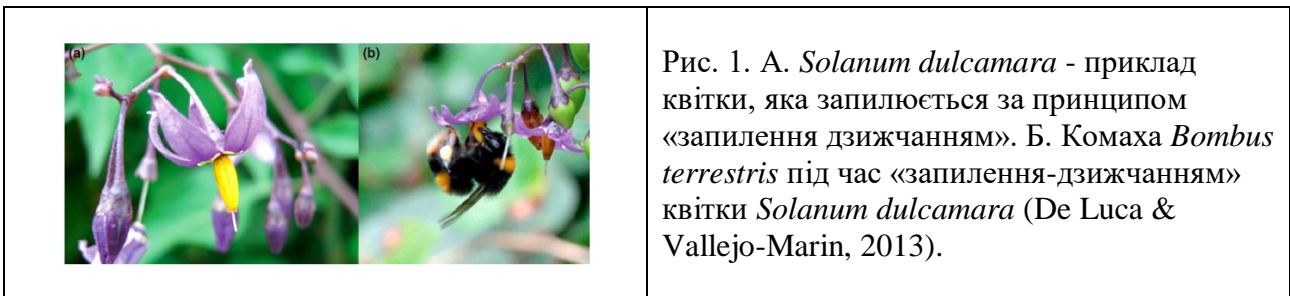 (a)
(b)
Рис. 1. А. Solanum dulcamara - приклад
квітки, яка запилюється за принципом
«запилення дзижчанням». Б. Комаха Bombus
terrestris під час «запилення-дзижчанням»
квітки Solanum dulcamara (De Luca &
Vallejo-Marin, 2013).